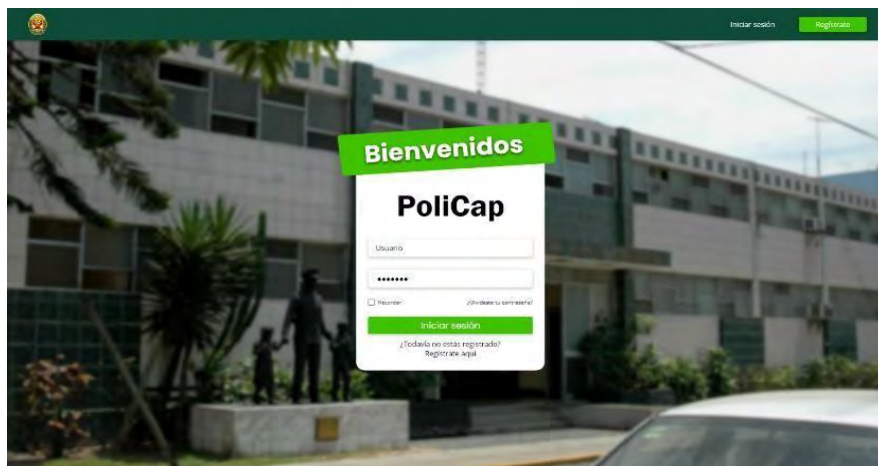 Iniciar sesión
Regístrate
Bienvenidos
PoliCap
Usuario
•••••••
Recordar
¿Olvidaste tu contraseña?
Iniciar sesión
¿Todavía no estás registrado?
Regístrate aquí